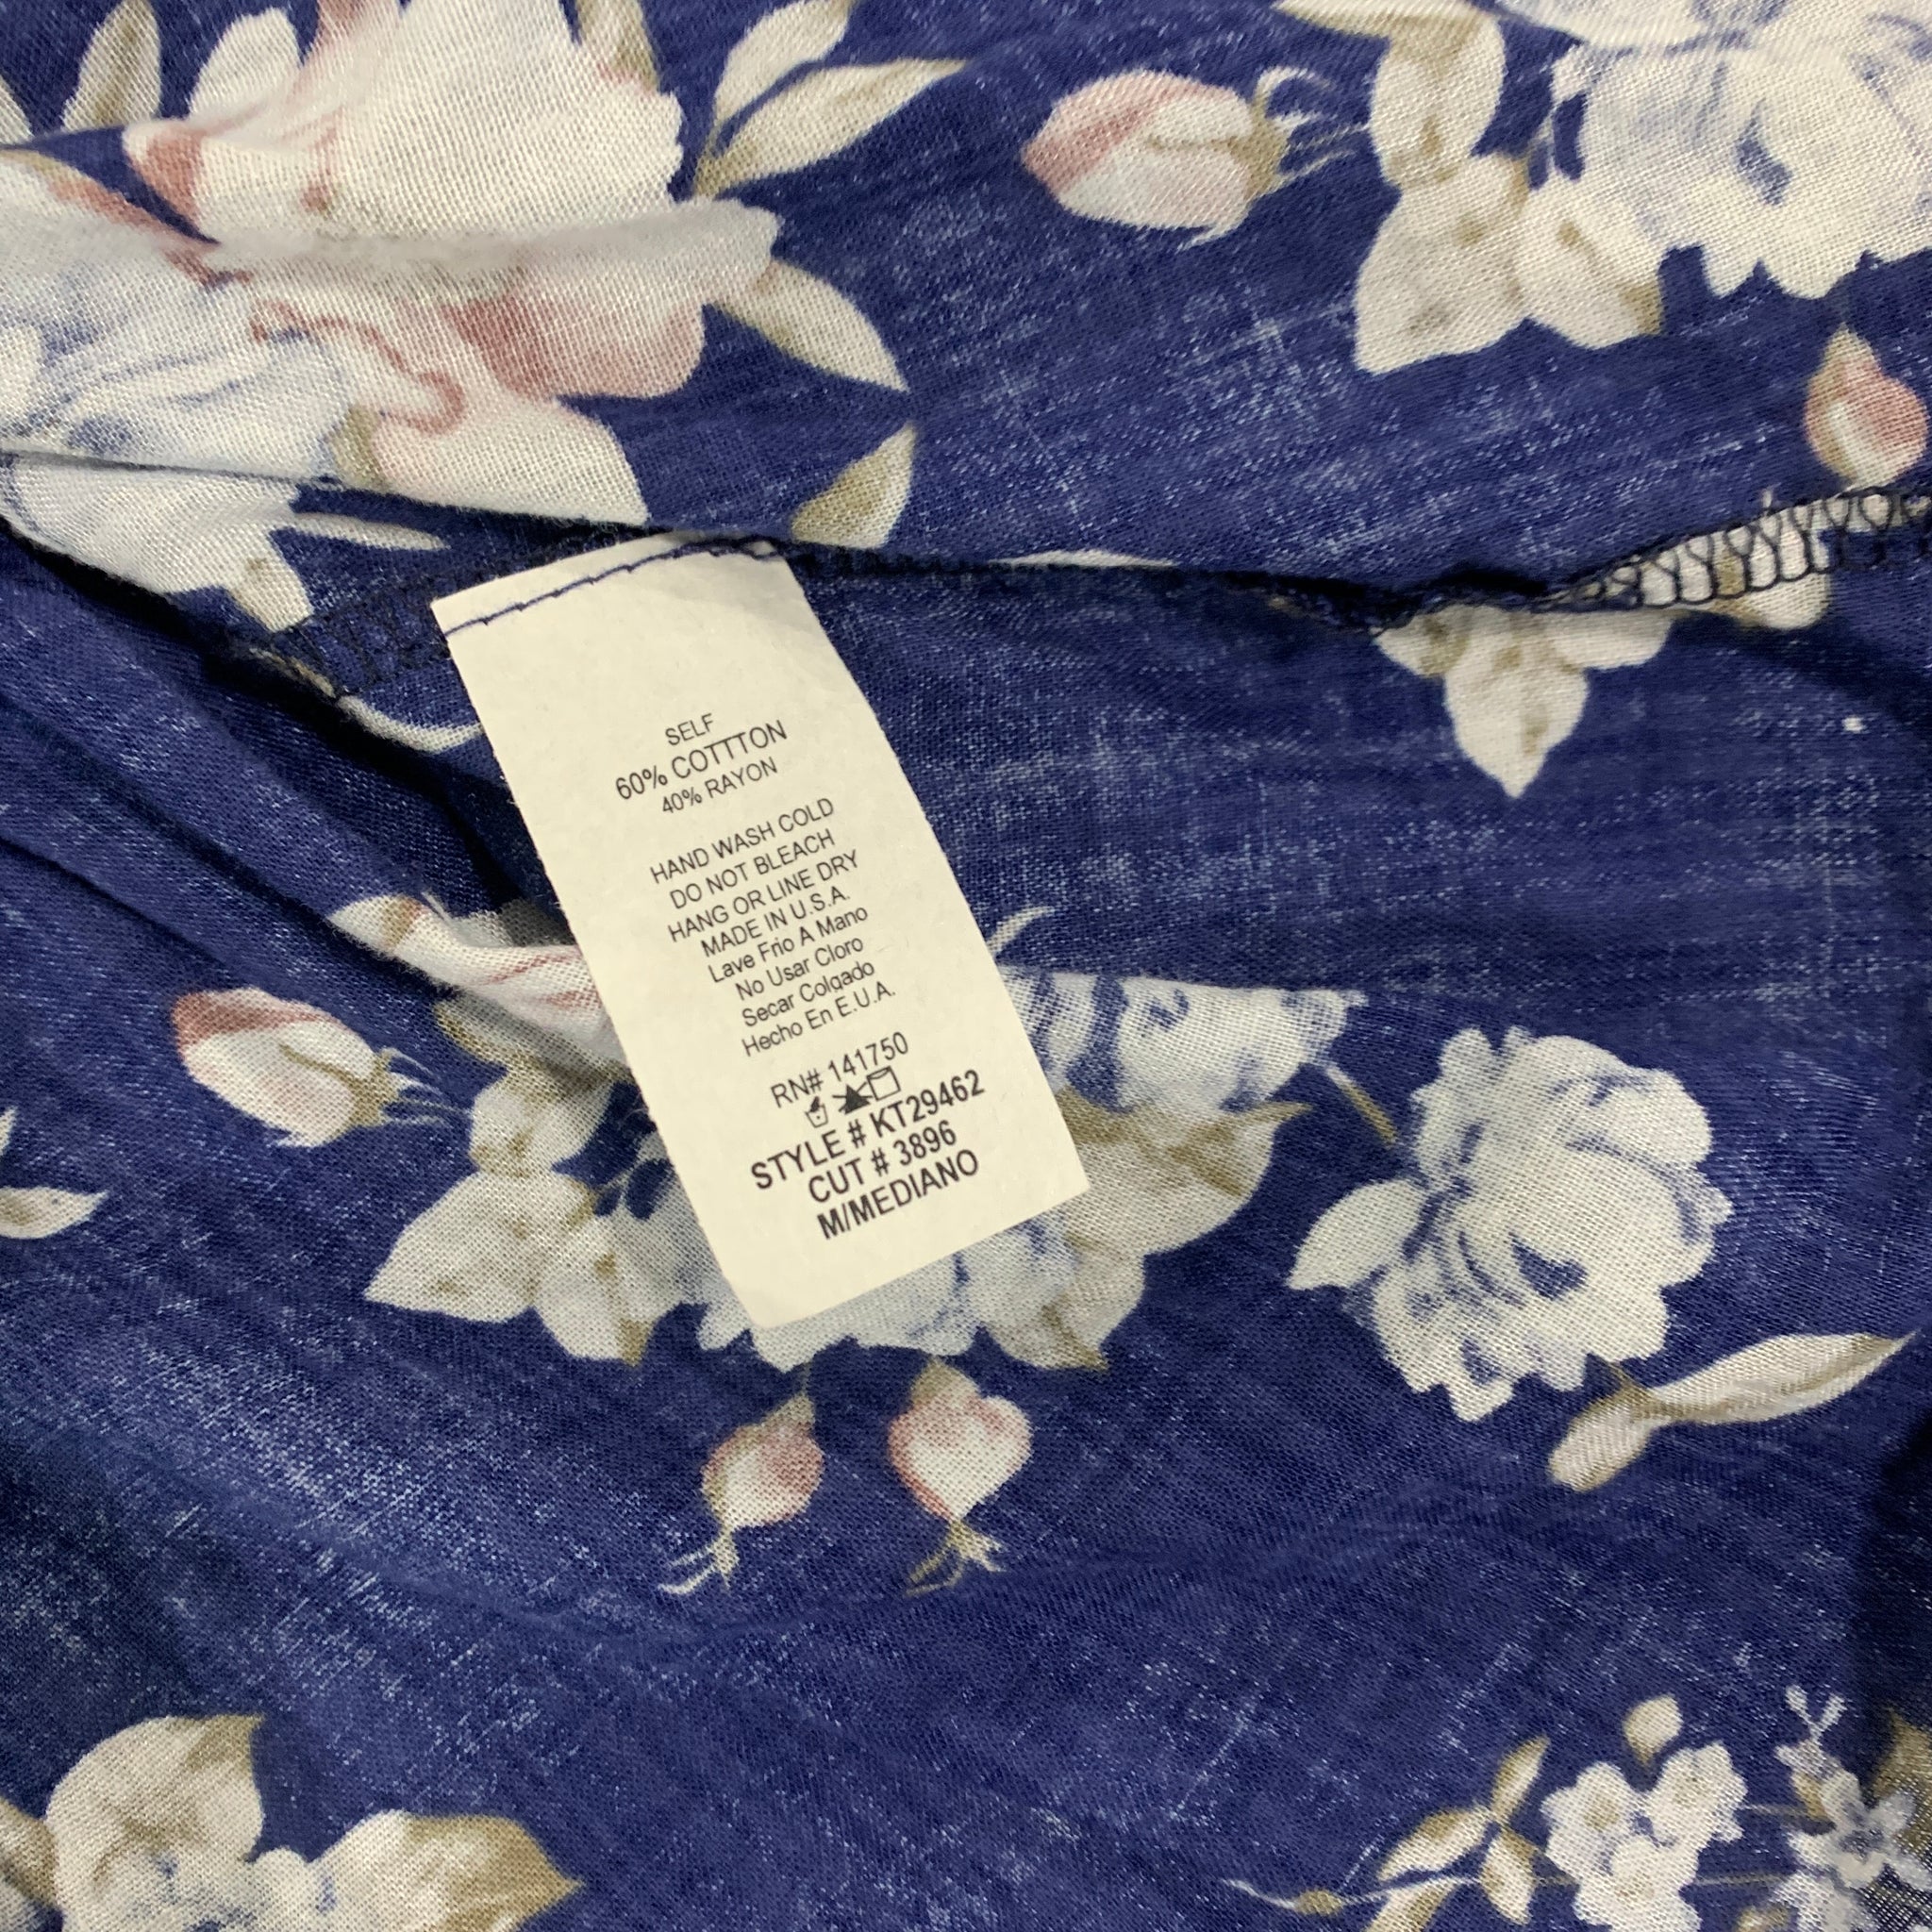 SELF
60% COTTTON
40% RAYON
HAND WASH COLD
DO NOT BLEACH
HANG OR LINE DRY
MADE IN U.S.A.
Lave Frio A Mano
No Usar Cloro
Secar Colgado
Hecho En E.U.A.
RN# 141750
STYLE # KT29462
CUT # 3896
M/MEDIANO